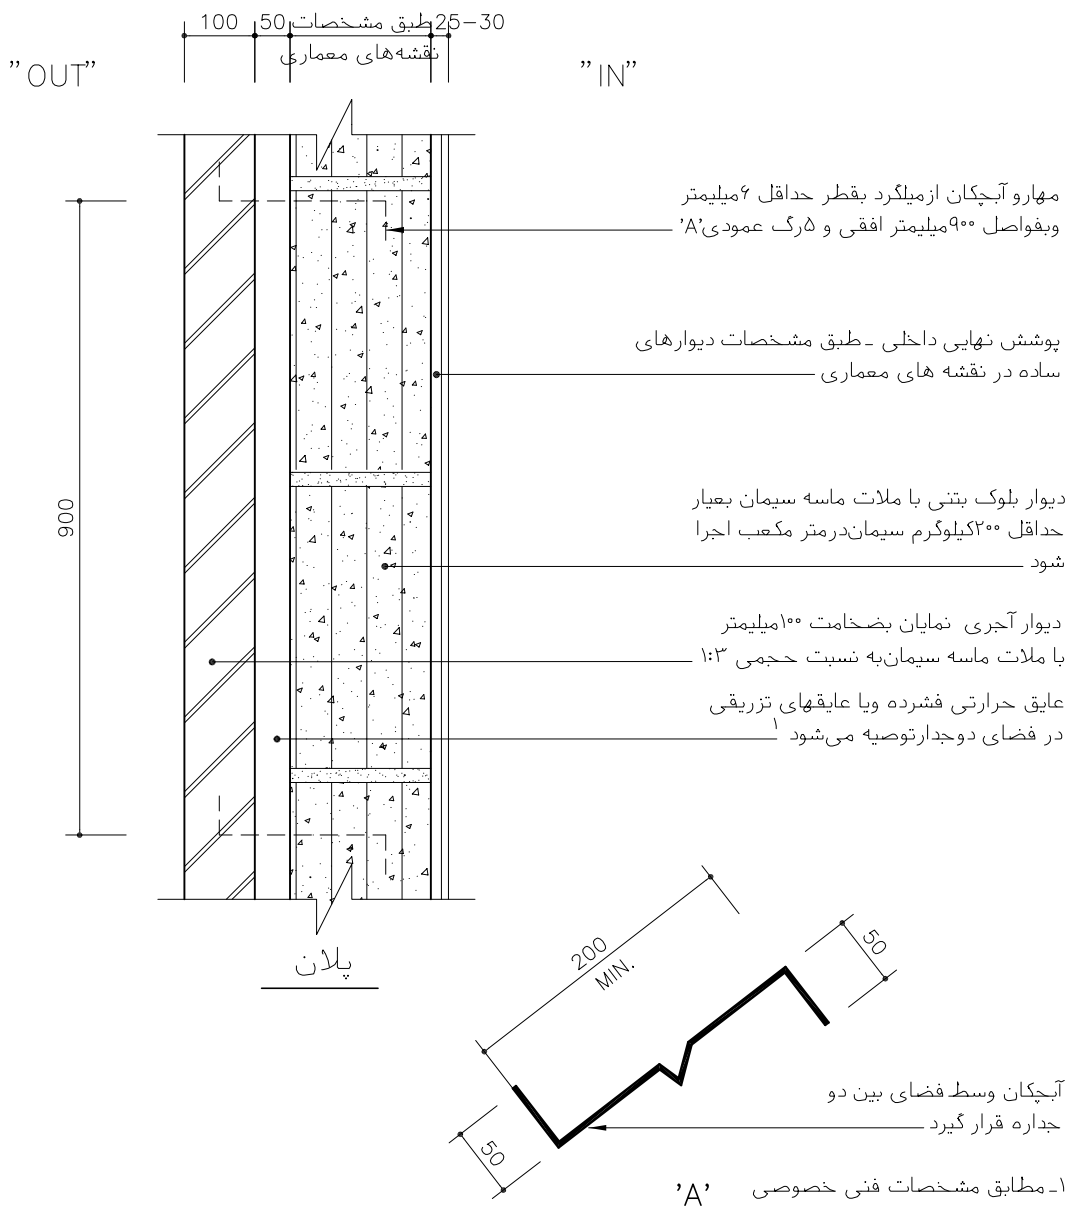 100
50
طبق مشخصات
25-30
نقشه‌های معماری
"OUT"
"IN"
مهارو آبچکان ازمیلگرد بقطر حداقل ۶میلیمتر
وبفواصل ۹۰۰میلیمتر افقی و ۵رگ عمودی'A'
پوشش نهایی داخلی ـ طبق مشخصات دیوارهای
ساده در نقشه های معماری
دیوار بلوک بتنی با ملات ماسه سیمان بعیار
حداقل ۲۰۰کیلوگرم سیمان‌درمتر مکعب اجرا
شود
900
دیوار آجری نمایان بضخامت ۱۰۰میلیمتر
با ملات ماسه سیمان‌به نسبت حجمی ۱:۳
عایق حرارتی فشرده ویا عایقهای تزریقی
در فضای دوجدارتوصیه می‌شود ۱
پلان
200
MIN.
50
50
آبچکان وسط فضای بین دو
جداره قرار گیرد
'A'
۱ـ مطابق مشخصات فنی خصوصی